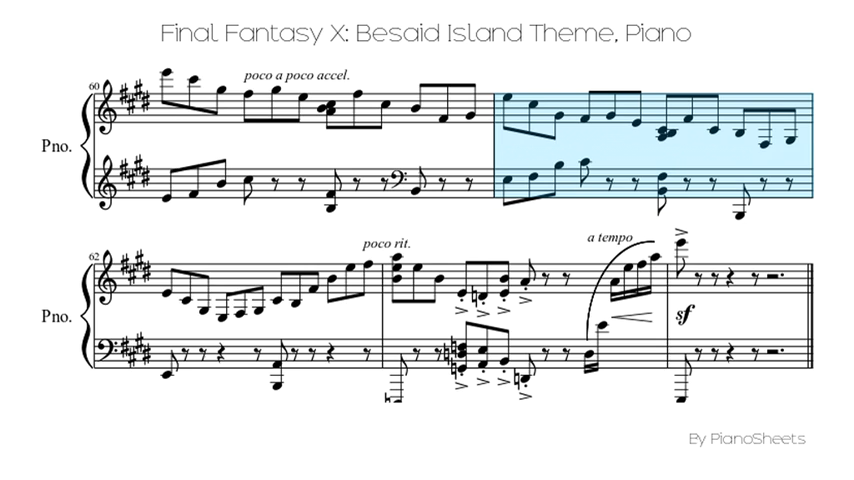 Final Fantasy X: Besaid Island Theme, Piano
60
poco a poco accel.
Pno.
62
poco rit.
a tempo
Pno.
sf
By PianoSheets